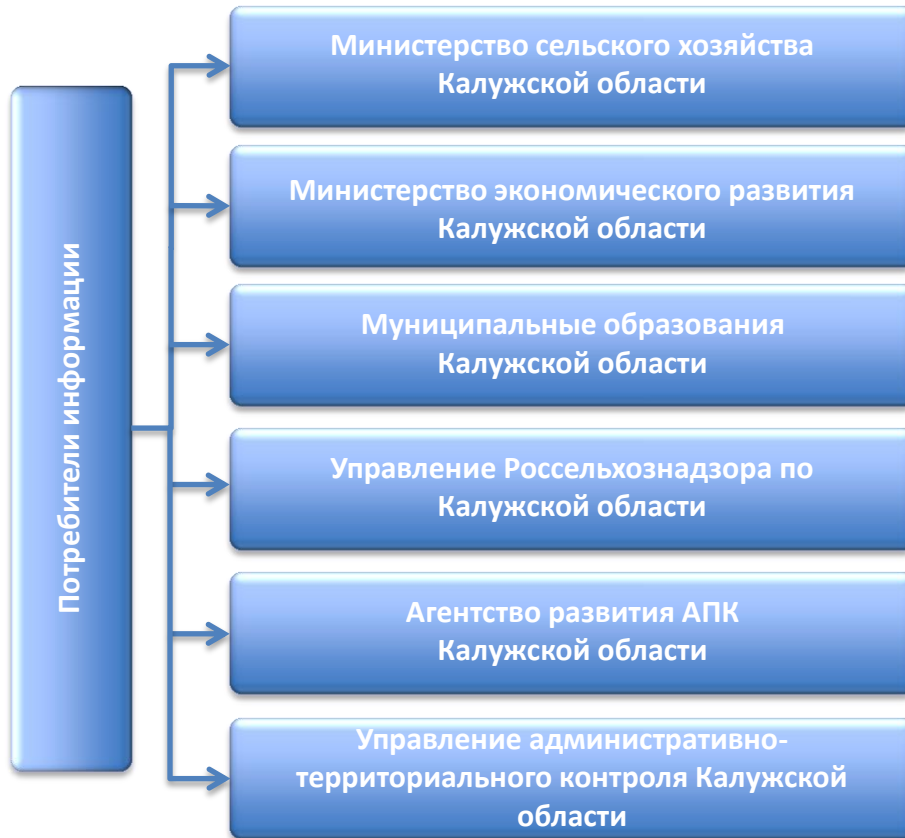 Потребители информации
Министерство сельского хозяйства
Калужской области
Министерство экономического развития
Калужской области
Муниципальные образования
Калужской области
Управление Россельхознадзора по
Калужской области
Агентство развития АПК
Калужской области
Управление административно-
территориального контроля Калужской
области